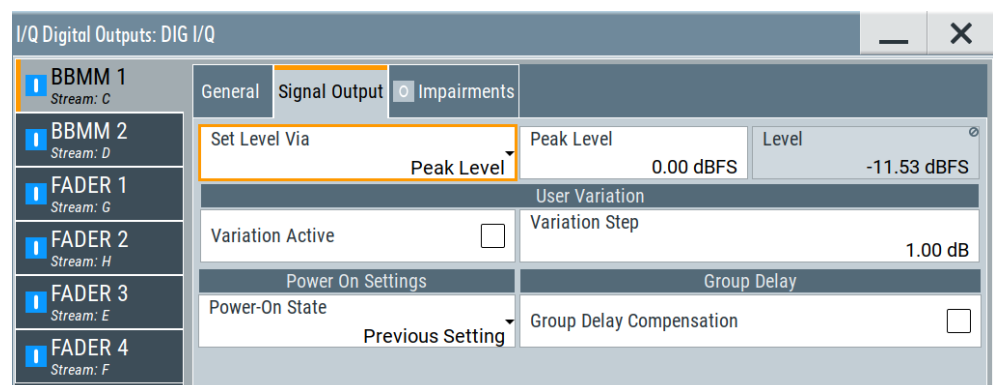 I/Q Digital Outputs: DIG I/Q
BBMM 1
Stream: C
BBMM 2
Stream: D
FADER 1
Stream: G
FADER 2
Stream: H
FADER 3
Stream: E
FADER 4
Stream: F
General Signal Output O Impairments
Set Level Via
Peak Level
Peak Level
0.00 dBFS
Level
-11.53 dBFS
User Variation
Variation Active
Variation Step
1.00 dB
Power On Settings
Group Delay
Power-On State
Previous Setting
Group Delay Compensation